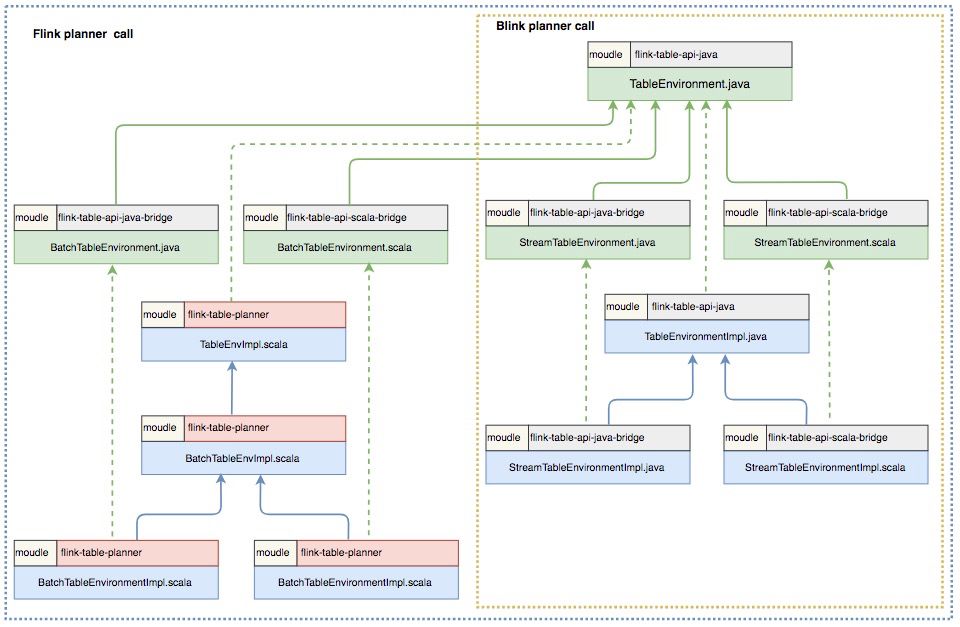 Flink planner call
Blink planner call
moudle flink-table-api-java
TableEnvironment.java
moudle flink-table-api-java-bridge
BatchTableEnvironment.java
moudle flink-table-api-scala-bridge
BatchTableEnvironment.scala
moudle flink-table-api-java-bridge
StreamTableEnvironment.java
moudle flink-table-api-scala-bridge
StreamTableEnvironment.scala
moudle flink-table-planner
TableEnvImpl.scala
moudle flink-table-api-java
TableEnvironmentImpl.java
moudle flink-table-planner
BatchTableEnvImpl.scala
moudle flink-table-api-java-bridge
StreamTableEnvironmentImpl.java
moudle flink-table-api-scala-bridge
StreamTableEnvironmentImpl.scala
moudle flink-table-planner
BatchTableEnvironmentImpl.scala
moudle flink-table-planner
BatchTableEnvironmentImpl.scala